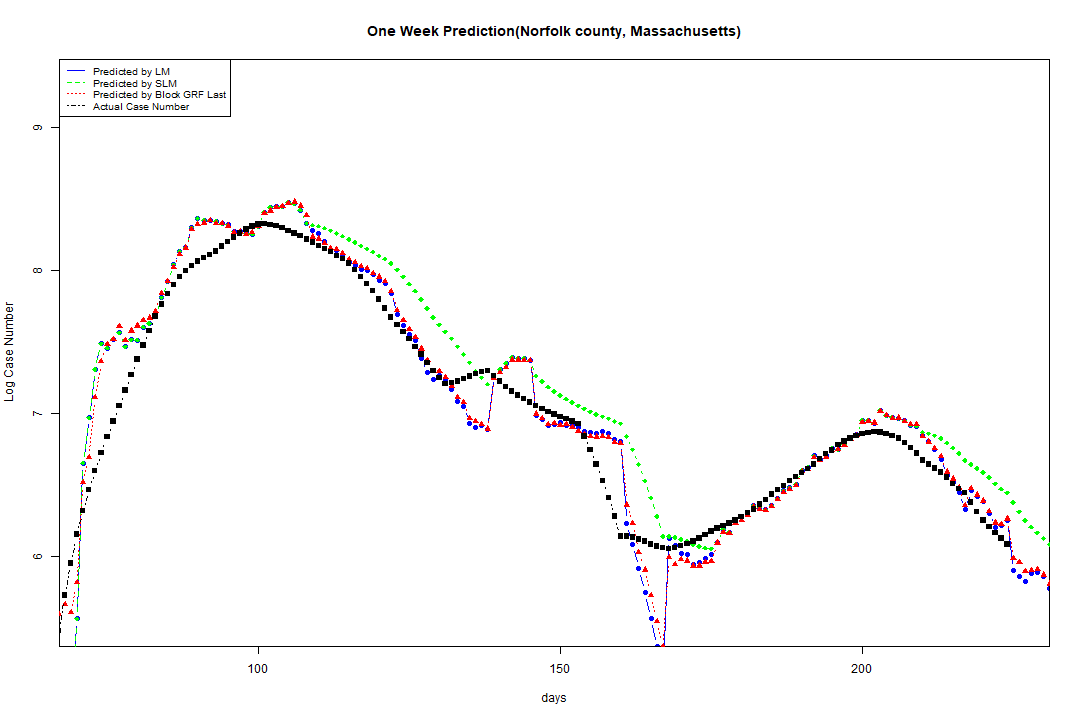 One Week Prediction(Norfolk county, Massachusetts)
Predicted by LM
Predicted by SLM
Predicted by Block GRF Last
Actual Case Number
9
8
7
6
Log Case Number
100 150 200
days